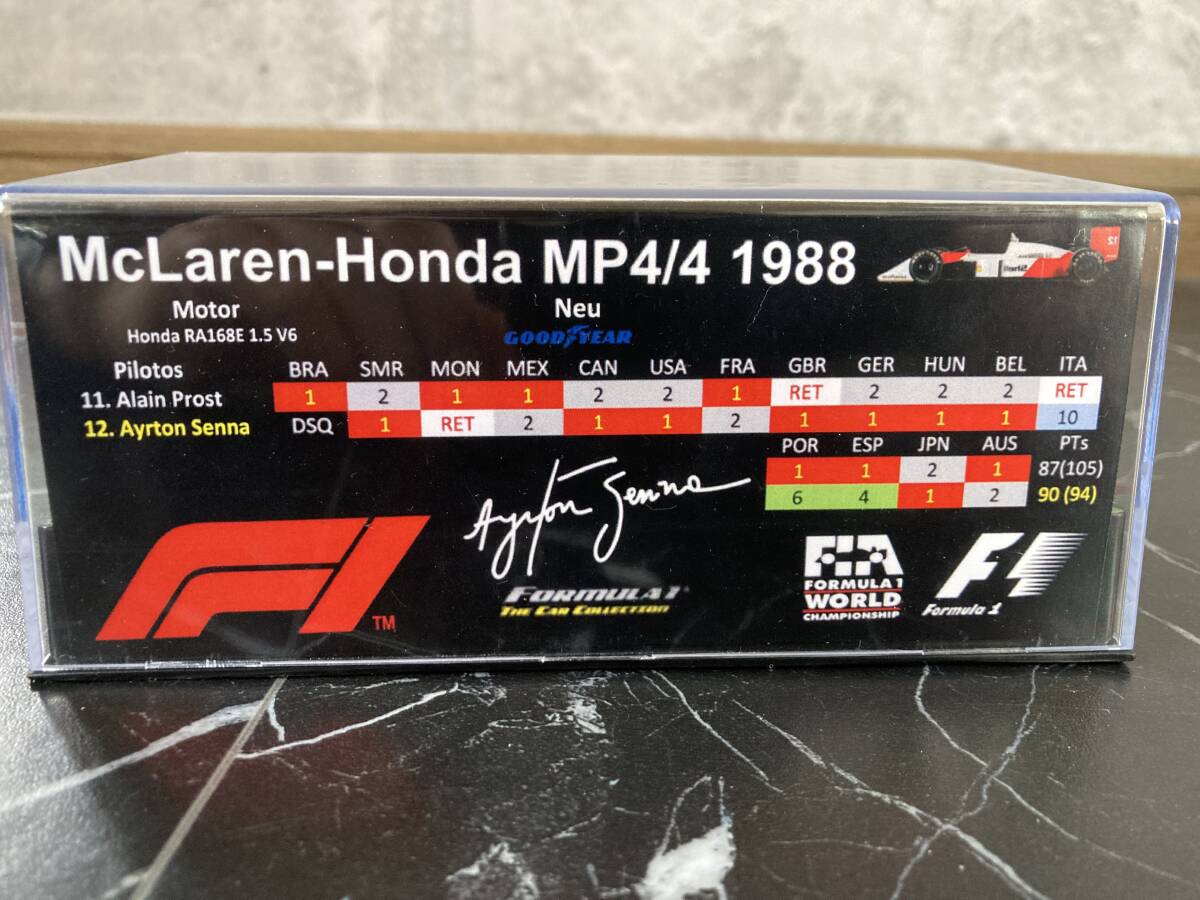 McLaren-Honda MP4/4 1988
Motor Neu
Honda RA168E 1.5 V6 GOODYEAR
Pilotos BRA SMR MON MEX CAN USA FRA GBR GER HUN BEL ITA
11. Alain Prost 1 2 1 1 2 2 1 RET 2 2 2 RET
12. Ayrton Senna DSQ 1 RET 2 1 1 2 1 1 1 1 10
POR ESP JPN AUS PTs
1 1 2 1 87(105)
6 4 1 2 90 (94)
Ayrton Senna
F1 TM
FORMULA 1
THE CAR COLLECTION
FIA
FORMULA 1
WORLD
CHAMPIONSHIP
F1
Formula 1